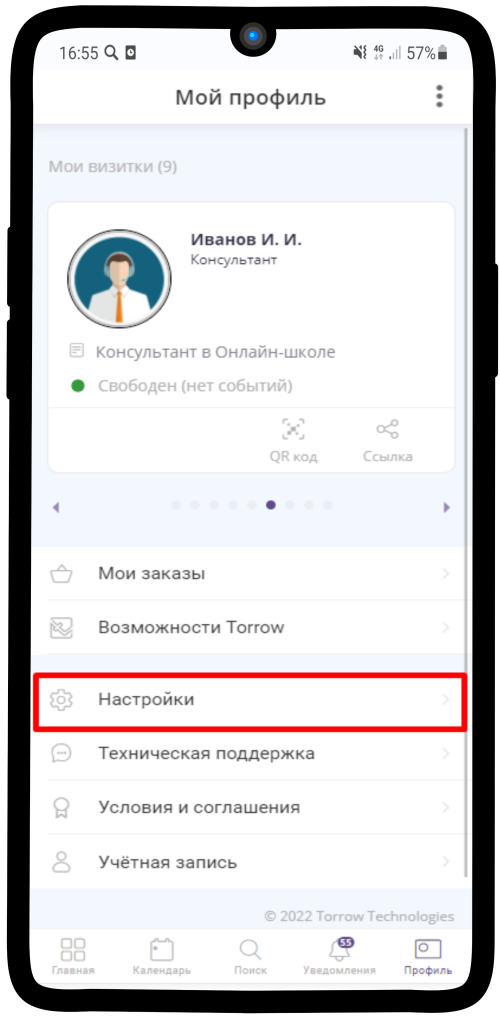 16:55 4G 57%
Мой профиль
Мои визитки (9)
Иванов И. И.
Консультант
Консультант в Онлайн-школе
Свободен (нет событий)
QR код Ссылка
Мои заказы
Возможности Torrow
Настройки
Техническая поддержка
Условия и соглашения
Учётная запись
© 2022 Torrow Technologies
55
Главная Календарь Поиск Уведомления Профиль